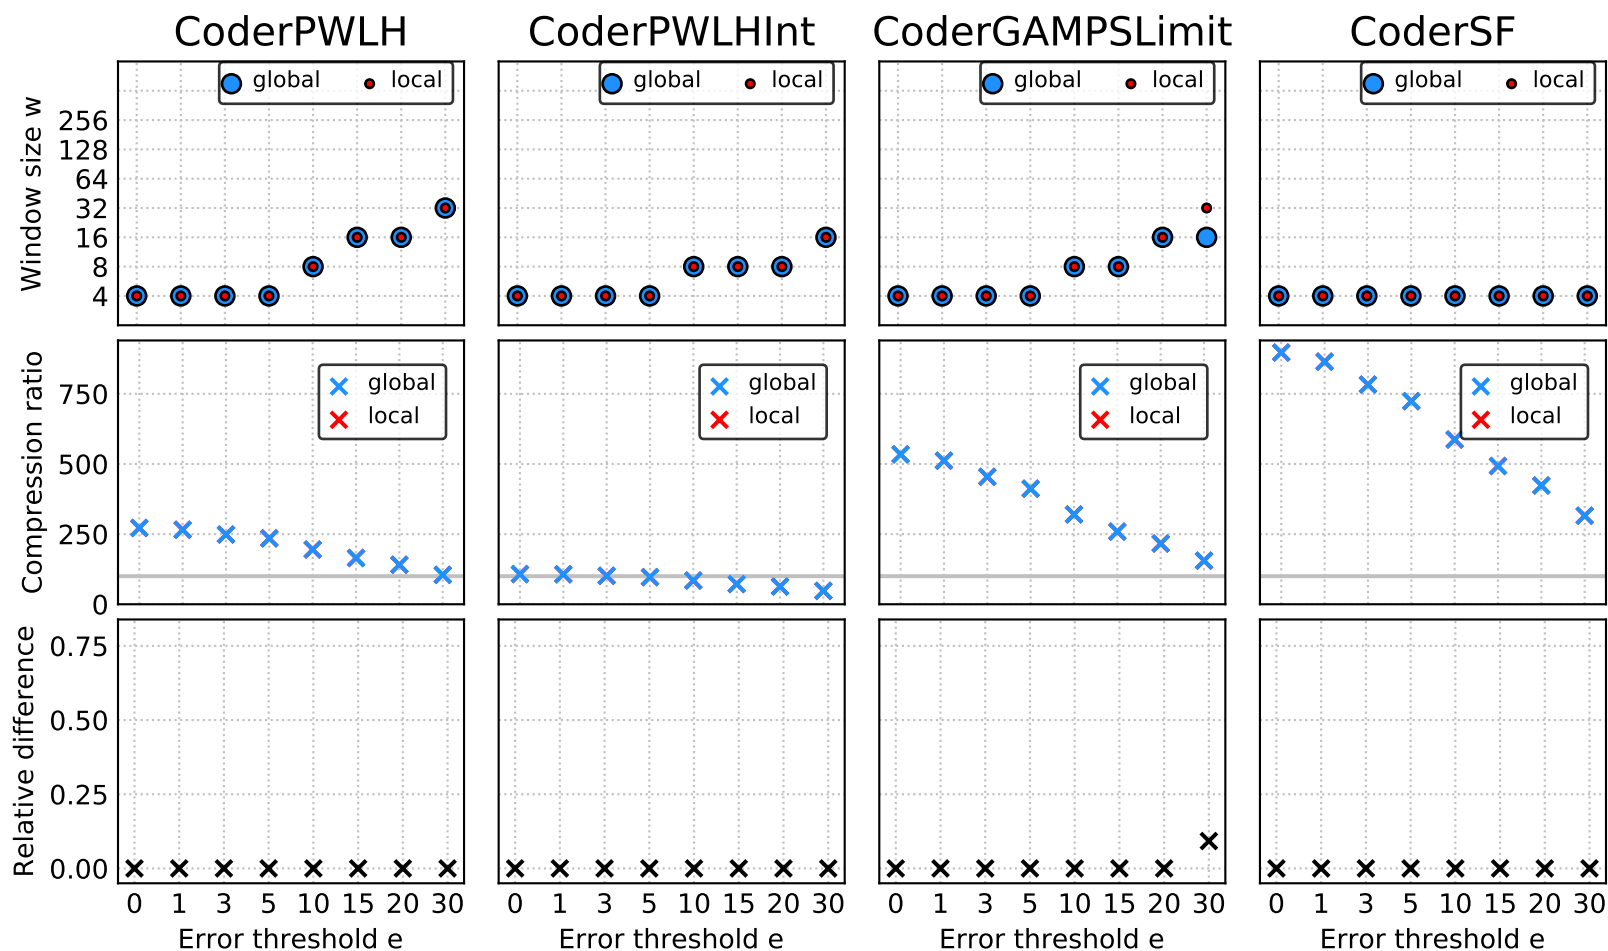 CoderPWLH CoderPWLHInt CoderGAMPSLimit CoderSF
Window size w
256
128
64
32
16
8
4
global local
global local
global local
global local
Compression ratio
750
500
250
0
global
local
global
local
global
local
global
local
Relative difference
0.75
0.50
0.25
0.00
0 1 3 5 10 15 20 30
0 1 3 5 10 15 20 30
0 1 3 5 10 15 20 30
0 1 3 5 10 15 20 30
Error threshold e
Error threshold e
Error threshold e
Error threshold e